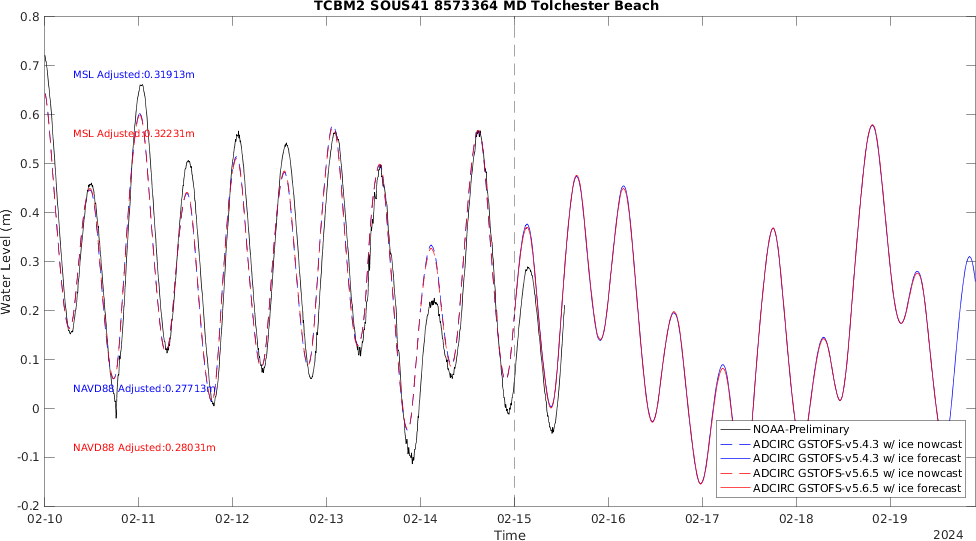 TCBM2 SOUS41 8573364 MD Tolchester Beach
0.8
0.7
0.6
0.5
0.4
0.3
0.2
0.1
0
-0.1
-0.2
Water Level (m)
MSL Adjusted:0.31913m
MSL Adjusted:0.32231m
NAVD88 Adjusted:0.27713m
NAVD88 Adjusted:0.28031m
NOAA-Preliminary
ADCIRC GSTOFS-v5.4.3 w/ ice nowcast
ADCIRC GSTOFS-v5.4.3 w/ ice forecast
ADCIRC GSTOFS-v5.6.5 w/ ice nowcast
ADCIRC GSTOFS-v5.6.5 w/ ice forecast
02-10 02-11 02-12 02-13 02-14 02-15 02-16 02-17 02-18 02-19
Time
2024